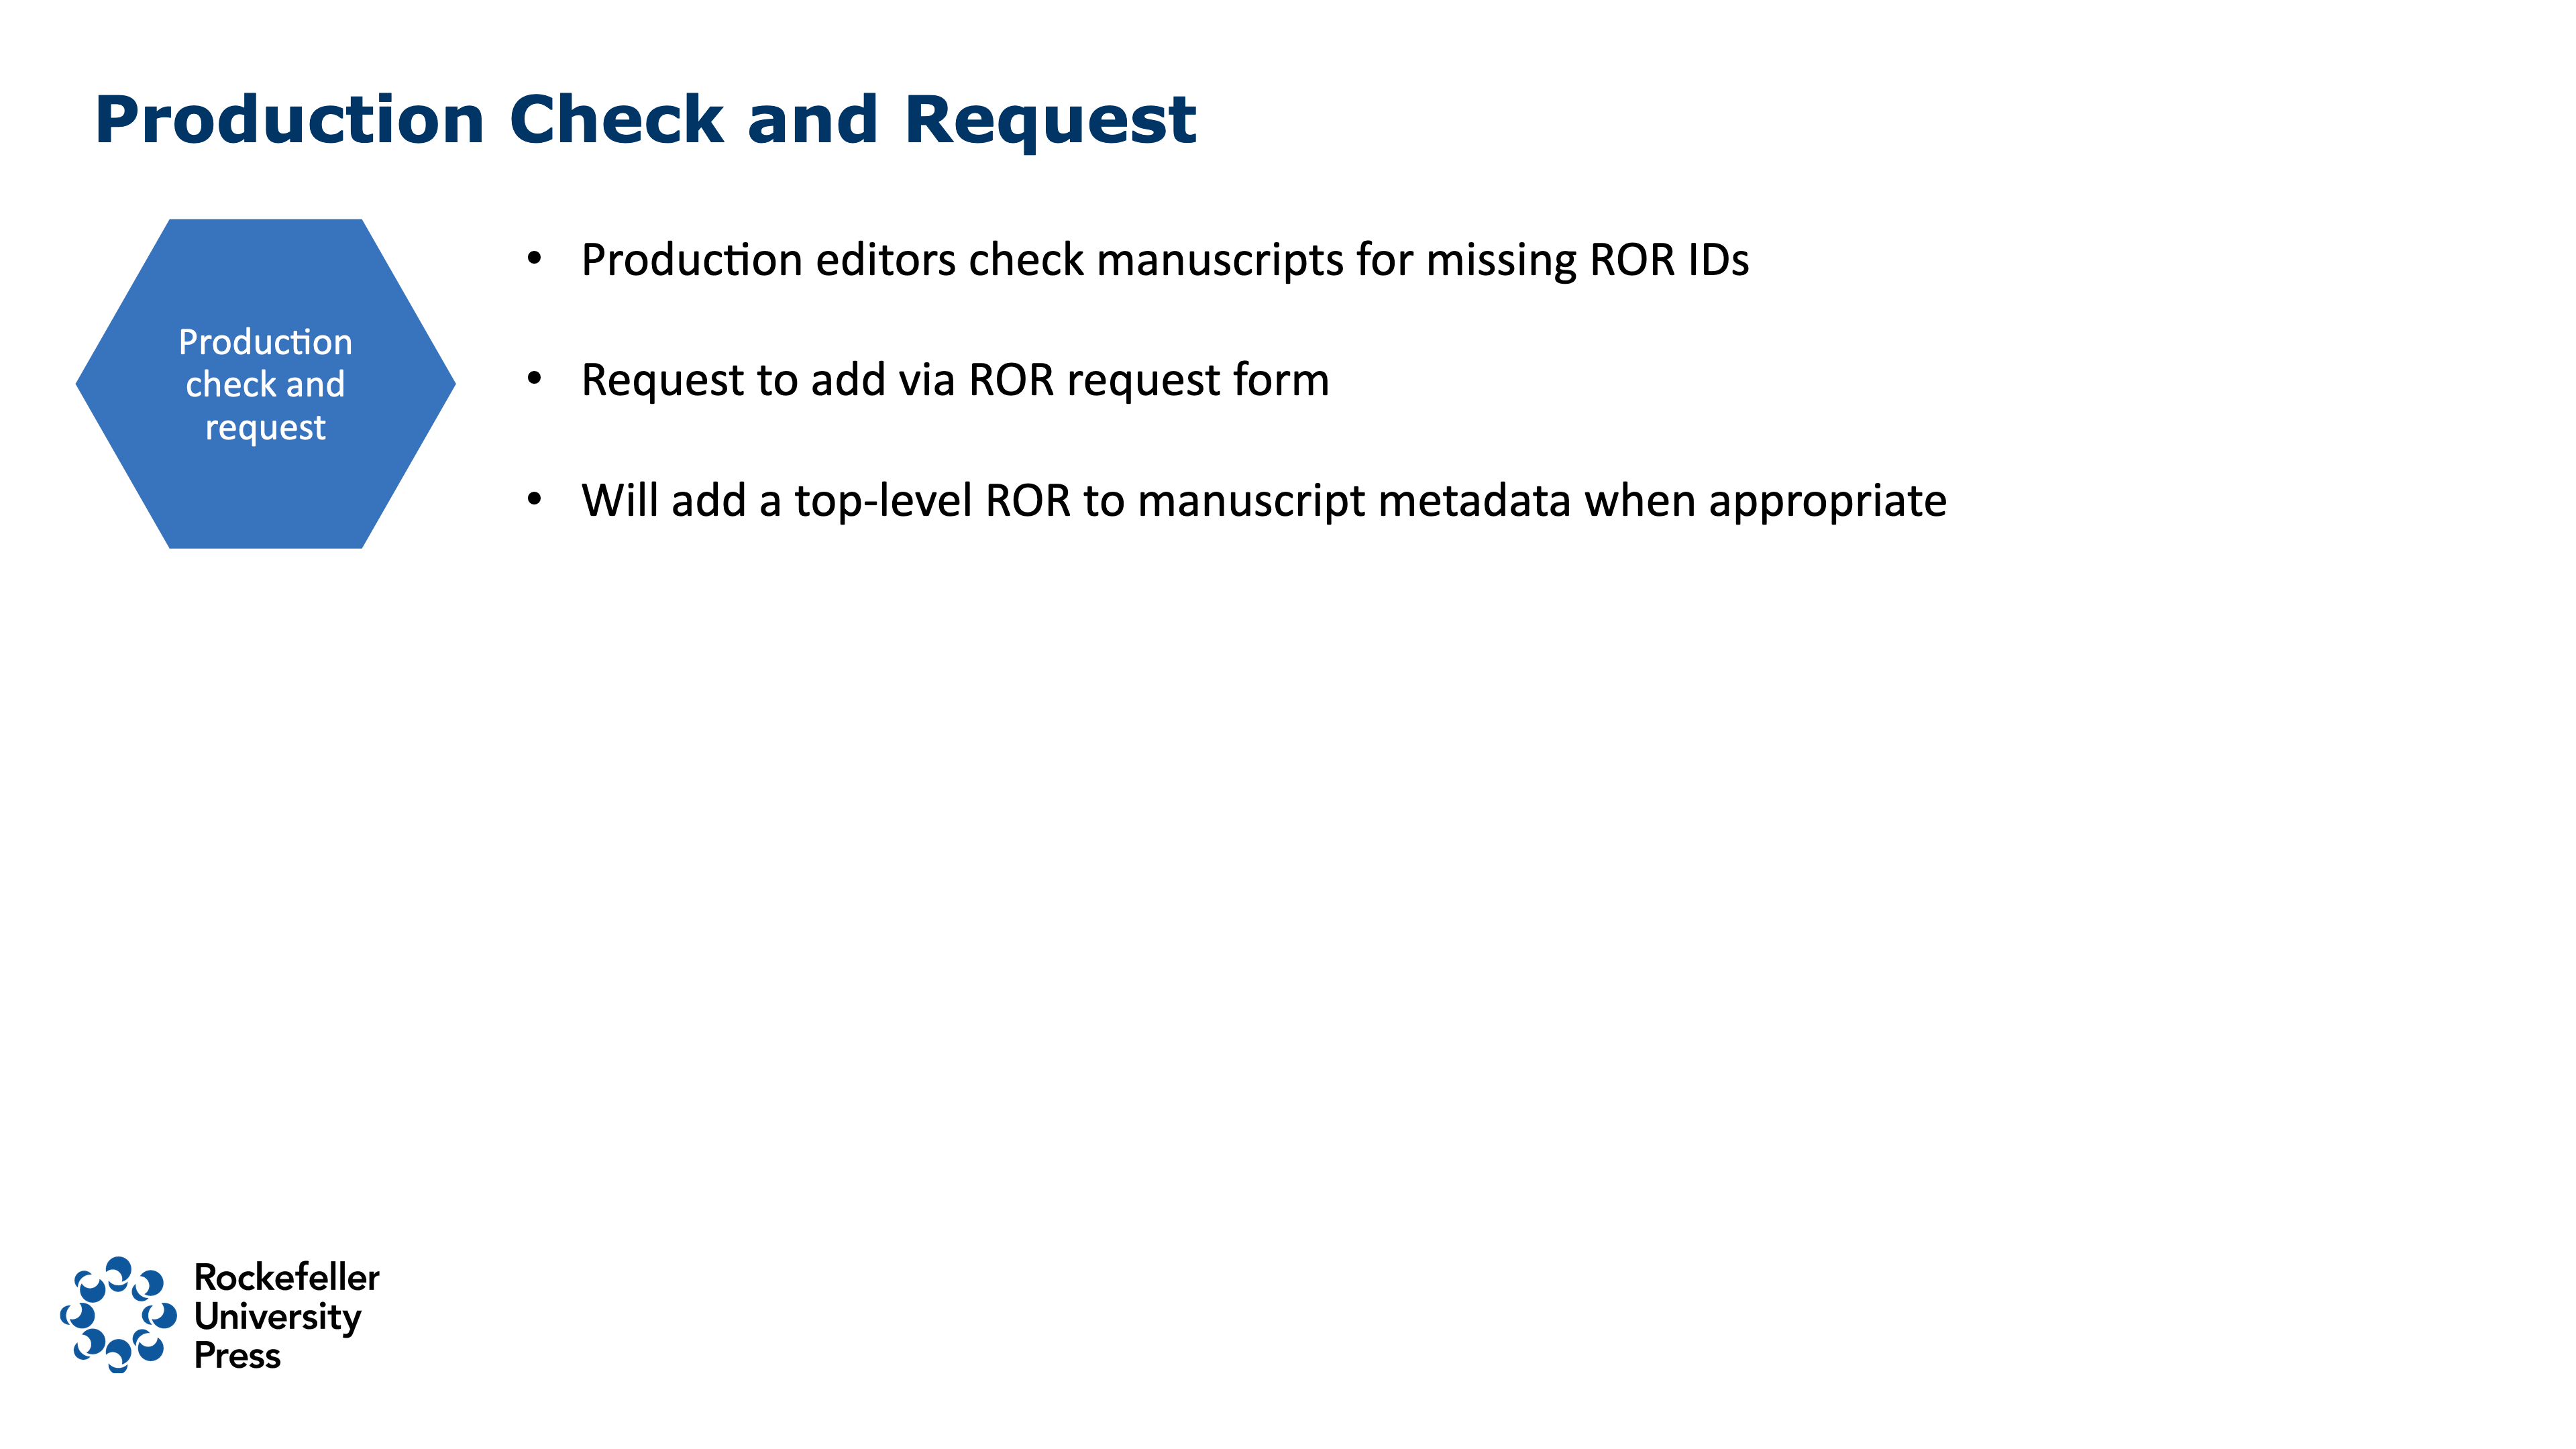 Production Check and Request
Production
check and
request
• Production editors check manuscripts for missing ROR IDs
• Request to add via ROR request form
• Will add a top-level ROR to manuscript metadata when appropriate
Rockefeller
University
Press